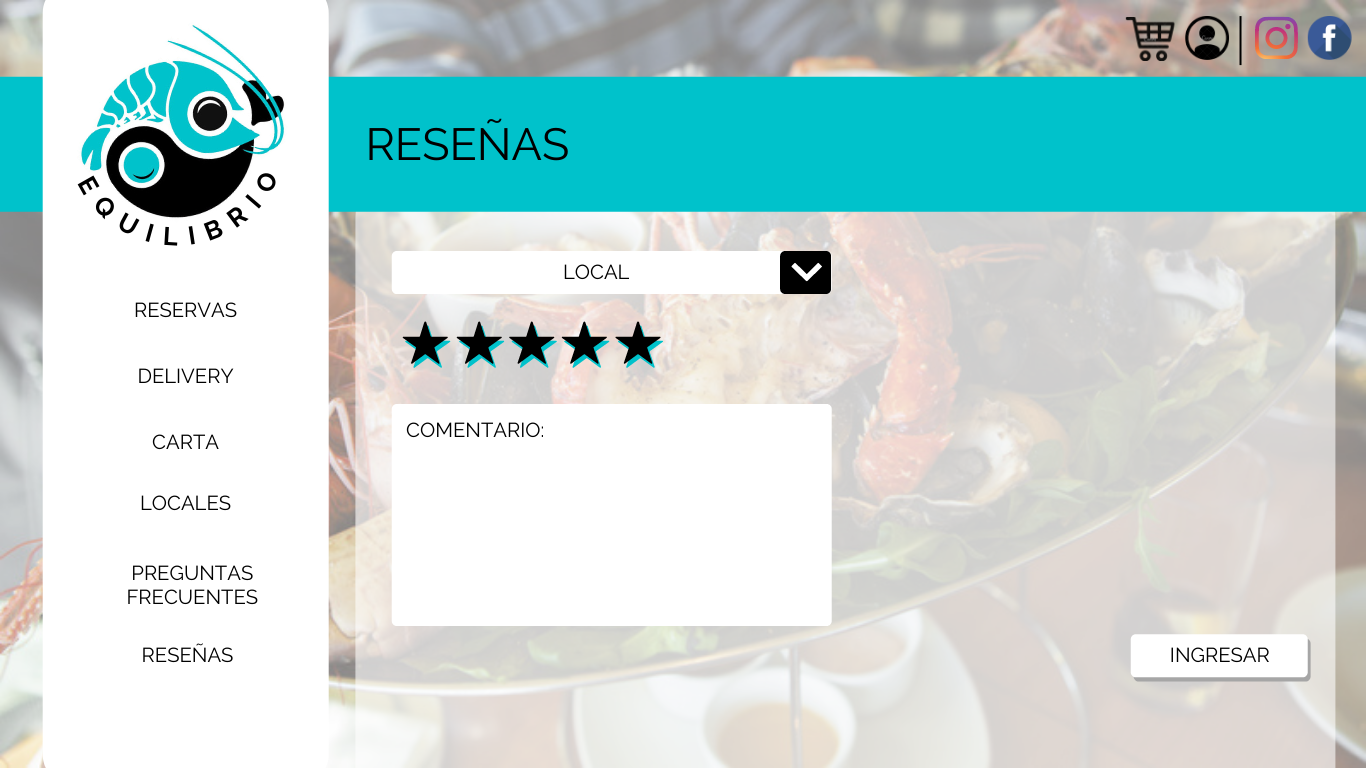 EQUILIBRIO
RESERVAS
DELIVERY
CARTA
LOCALES
PREGUNTAS
FRECUENTES
RESEÑAS
RESEÑAS
LOCAL
COMENTARIO:
INGRESAR